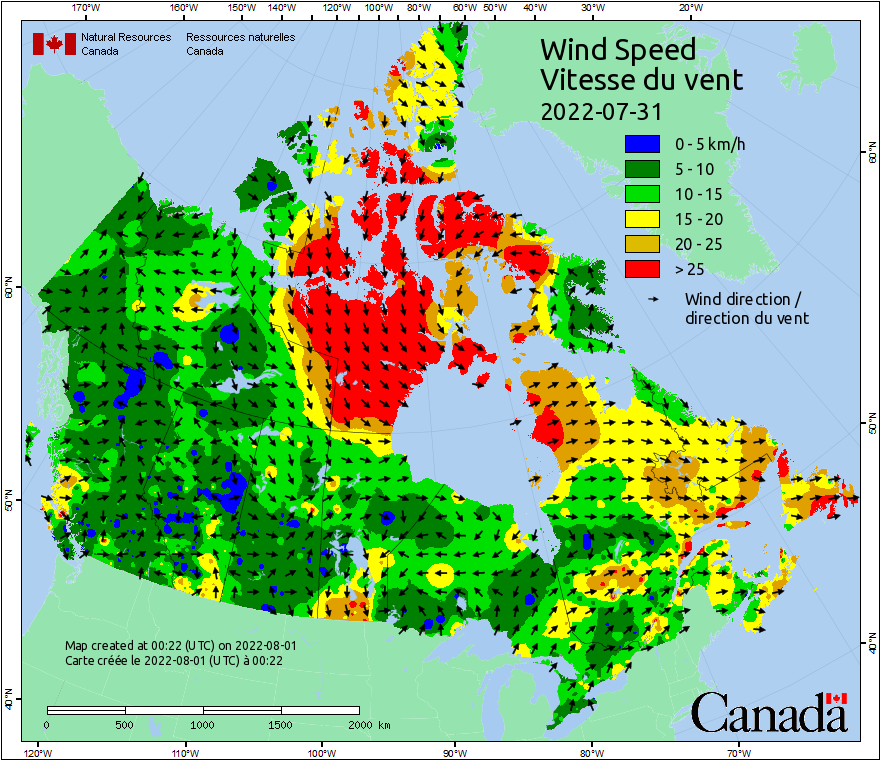 170°W 160°W 150°W 140°W 130°W 120°W 110°W 100°W 90°W 80°W 70°W 60°W 50°W 40°W 30°W 20°W
Natural Resources Ressources naturelles
Canada Canada
Wind Speed
Vitesse du vent
2022-07-31
0 - 5 km/h
5 - 10
10 - 15
15 - 20
20 - 25
> 25
Wind direction /
direction du vent
60°N
60°N
50°N
50°N
40°N
40°N
Map created at 00:22 (UTC) on 2022-08-01
Carte créée le 2022-08-01 (UTC) à 00:22
0 500 1000 1500 2000 km
Canada
120°W 110°W 100°W 90°W 80°W 70°W